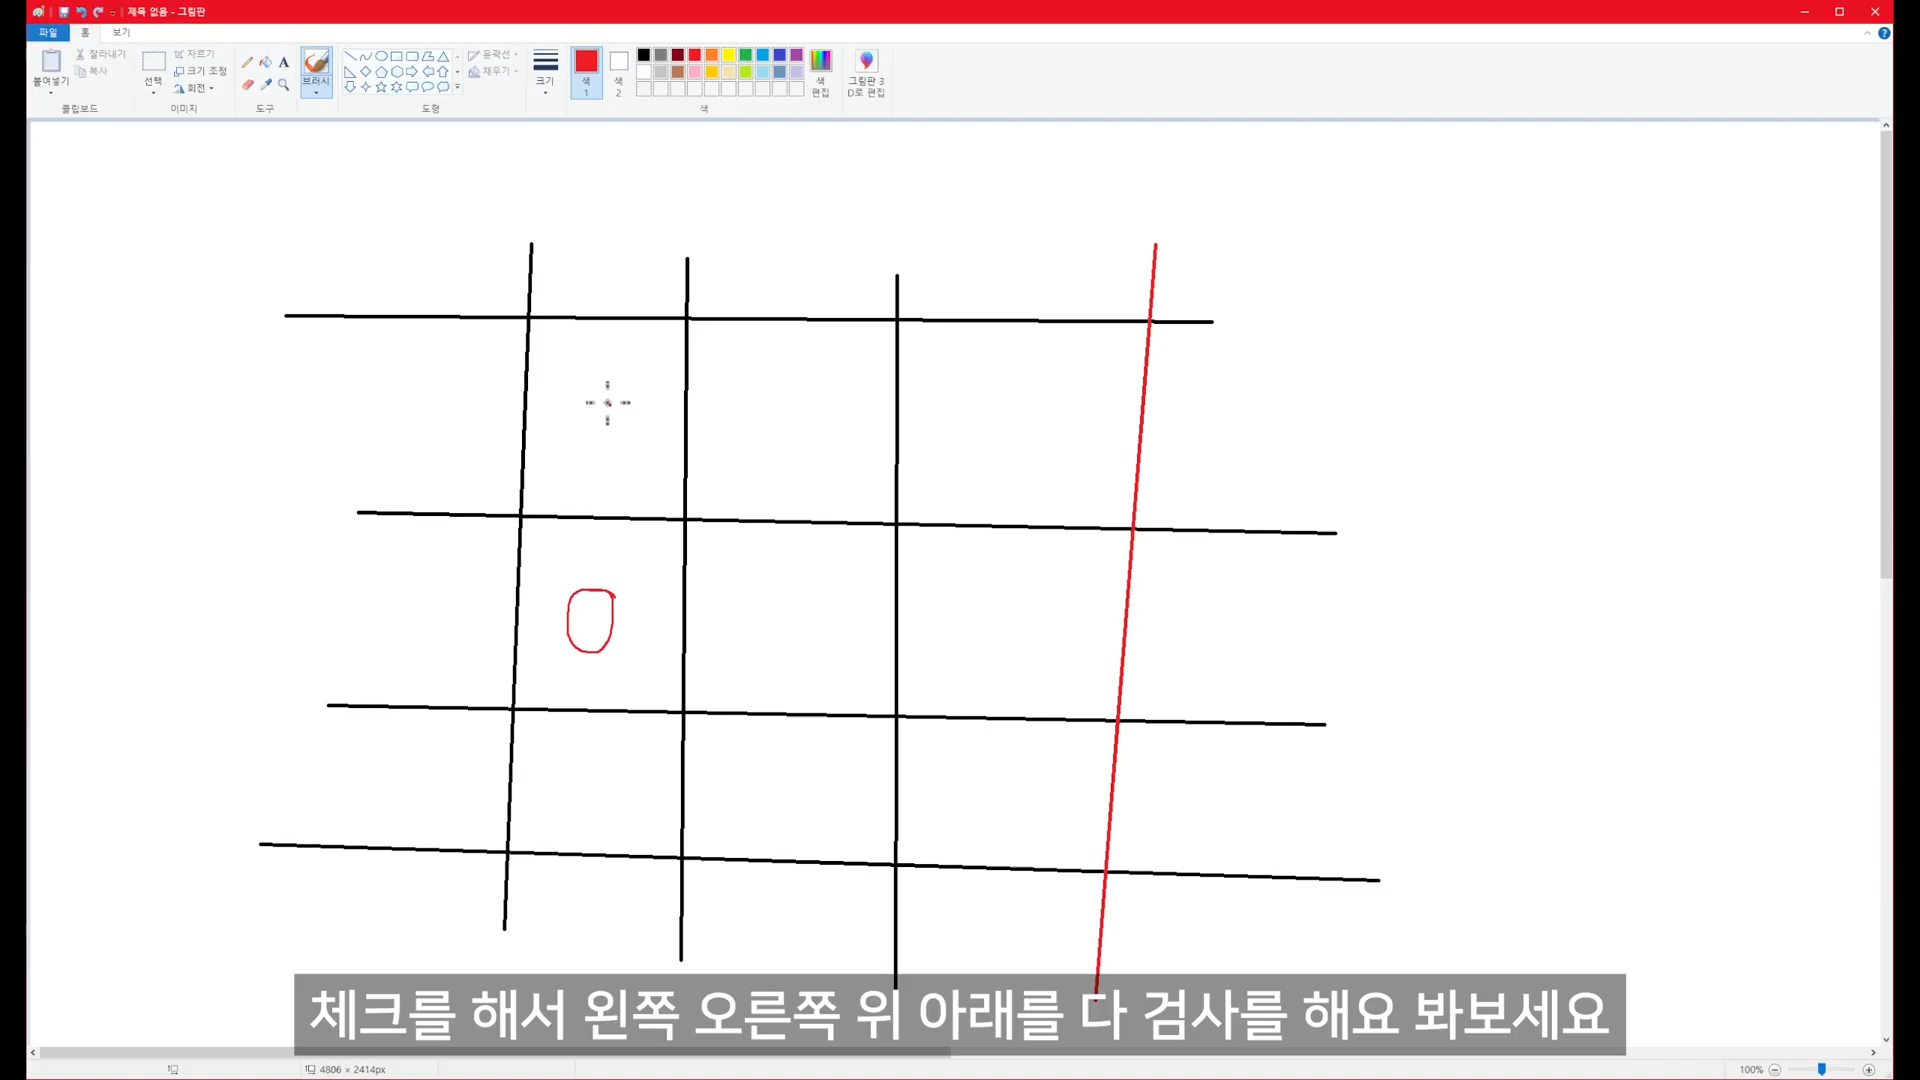 제목 없음 - 그림판
파일 홈 보기
붙여넣기
잘라내기
복사
클립보드
선택
자르기
크기 조정
회전
이미지
A
도구
브러시
윤곽선
채우기
도형
크기
색
1
색
2
색
편집
색
그림판 3
D로 편집
체크를 해서 왼쪽 오른쪽 위 아래를 다 검사를 해요 봐보세요
4806 × 2414px
100%